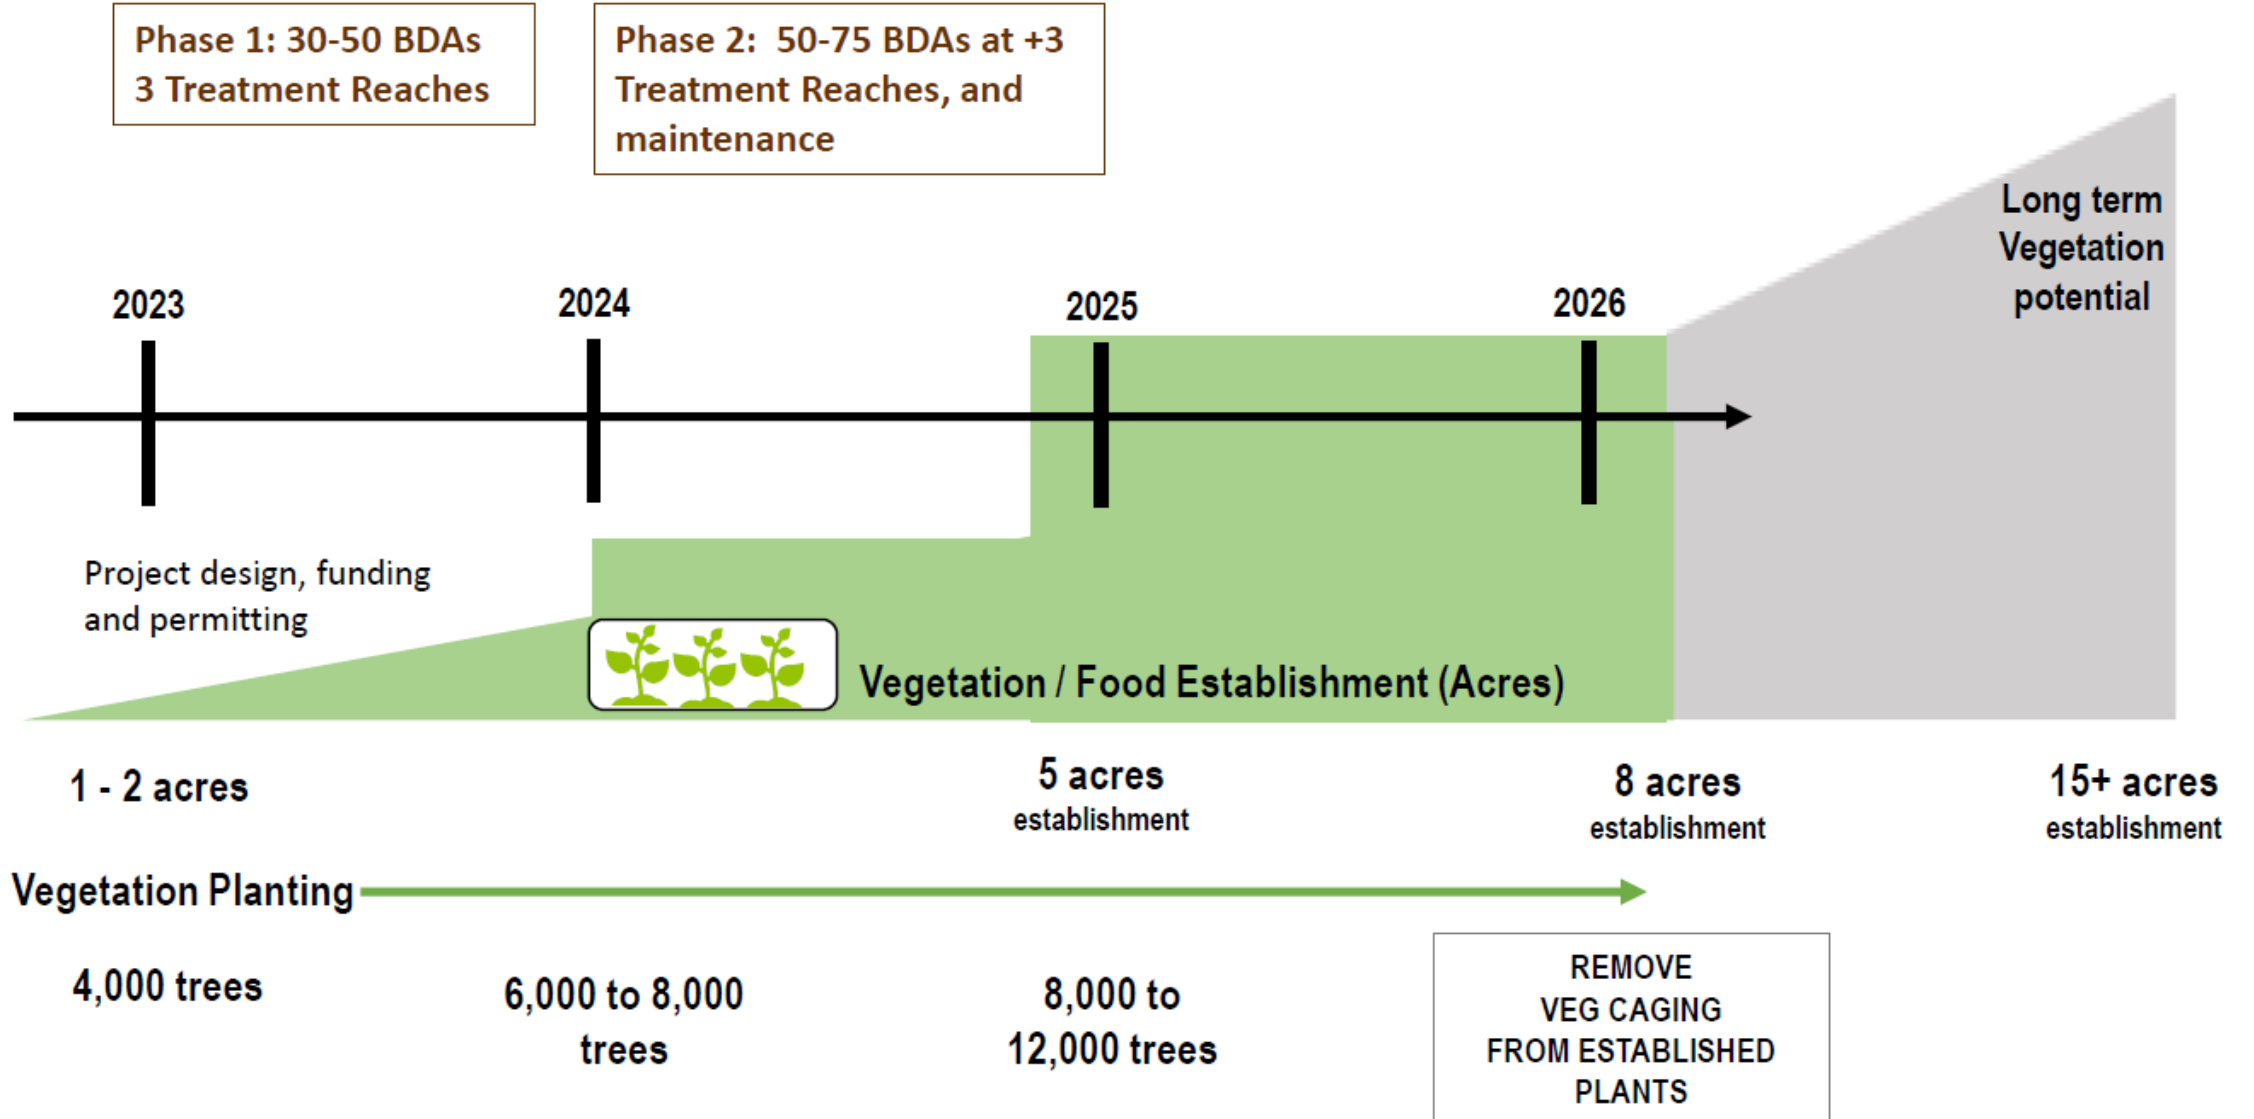 Phase 1: 30-50 BDAs
3 Treatment Reaches
Phase 2:  50-75 BDAs at +3
Treatment Reaches, and
maintenance
Long term
Vegetation
potential
2023
2024
2025
2026
Project design, funding
and permitting
Vegetation / Food Establishment (Acres)
1 - 2 acres
5 acres
establishment
8 acres
establishment
15+ acres
establishment
Vegetation Planting
4,000 trees
6,000 to 8,000
trees
8,000 to
12,000 trees
REMOVE
VEG CAGING
FROM ESTABLISHED
PLANTS